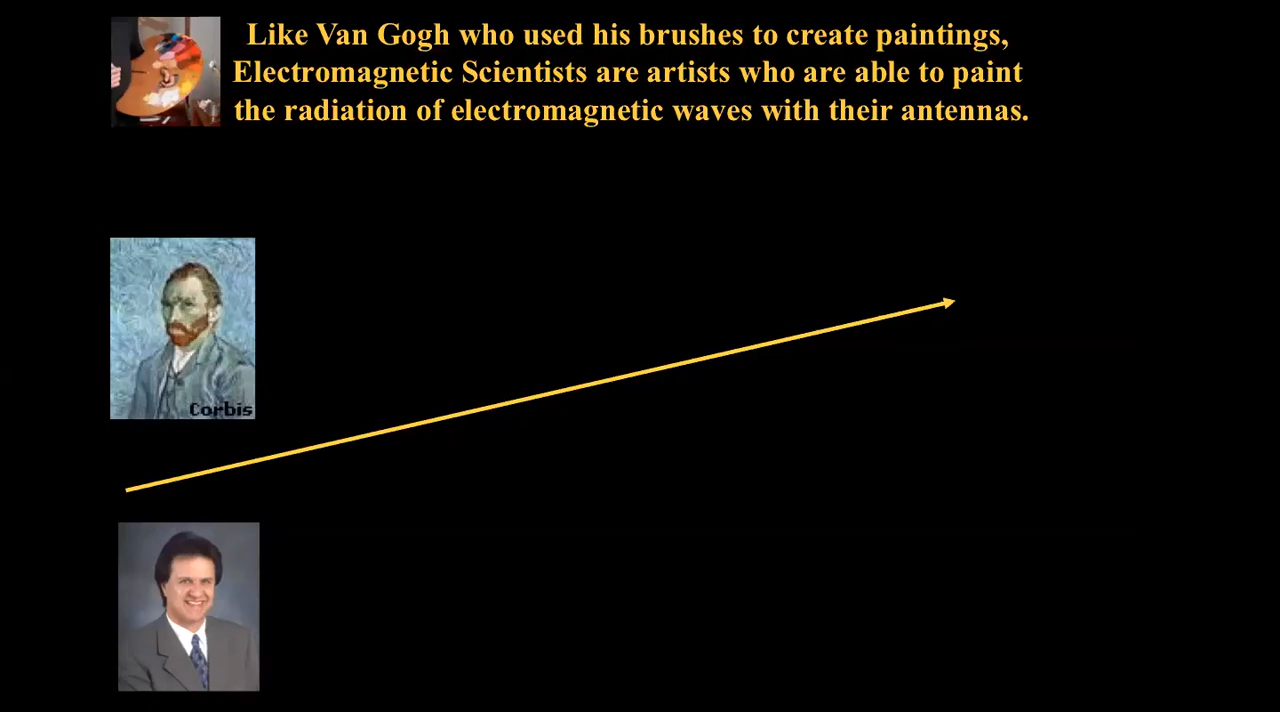 Like Van Gogh who used his brushes to create paintings,
Electromagnetic Scientists are artists who are able to paint
the radiation of electromagnetic waves with their antennas.
Corbis